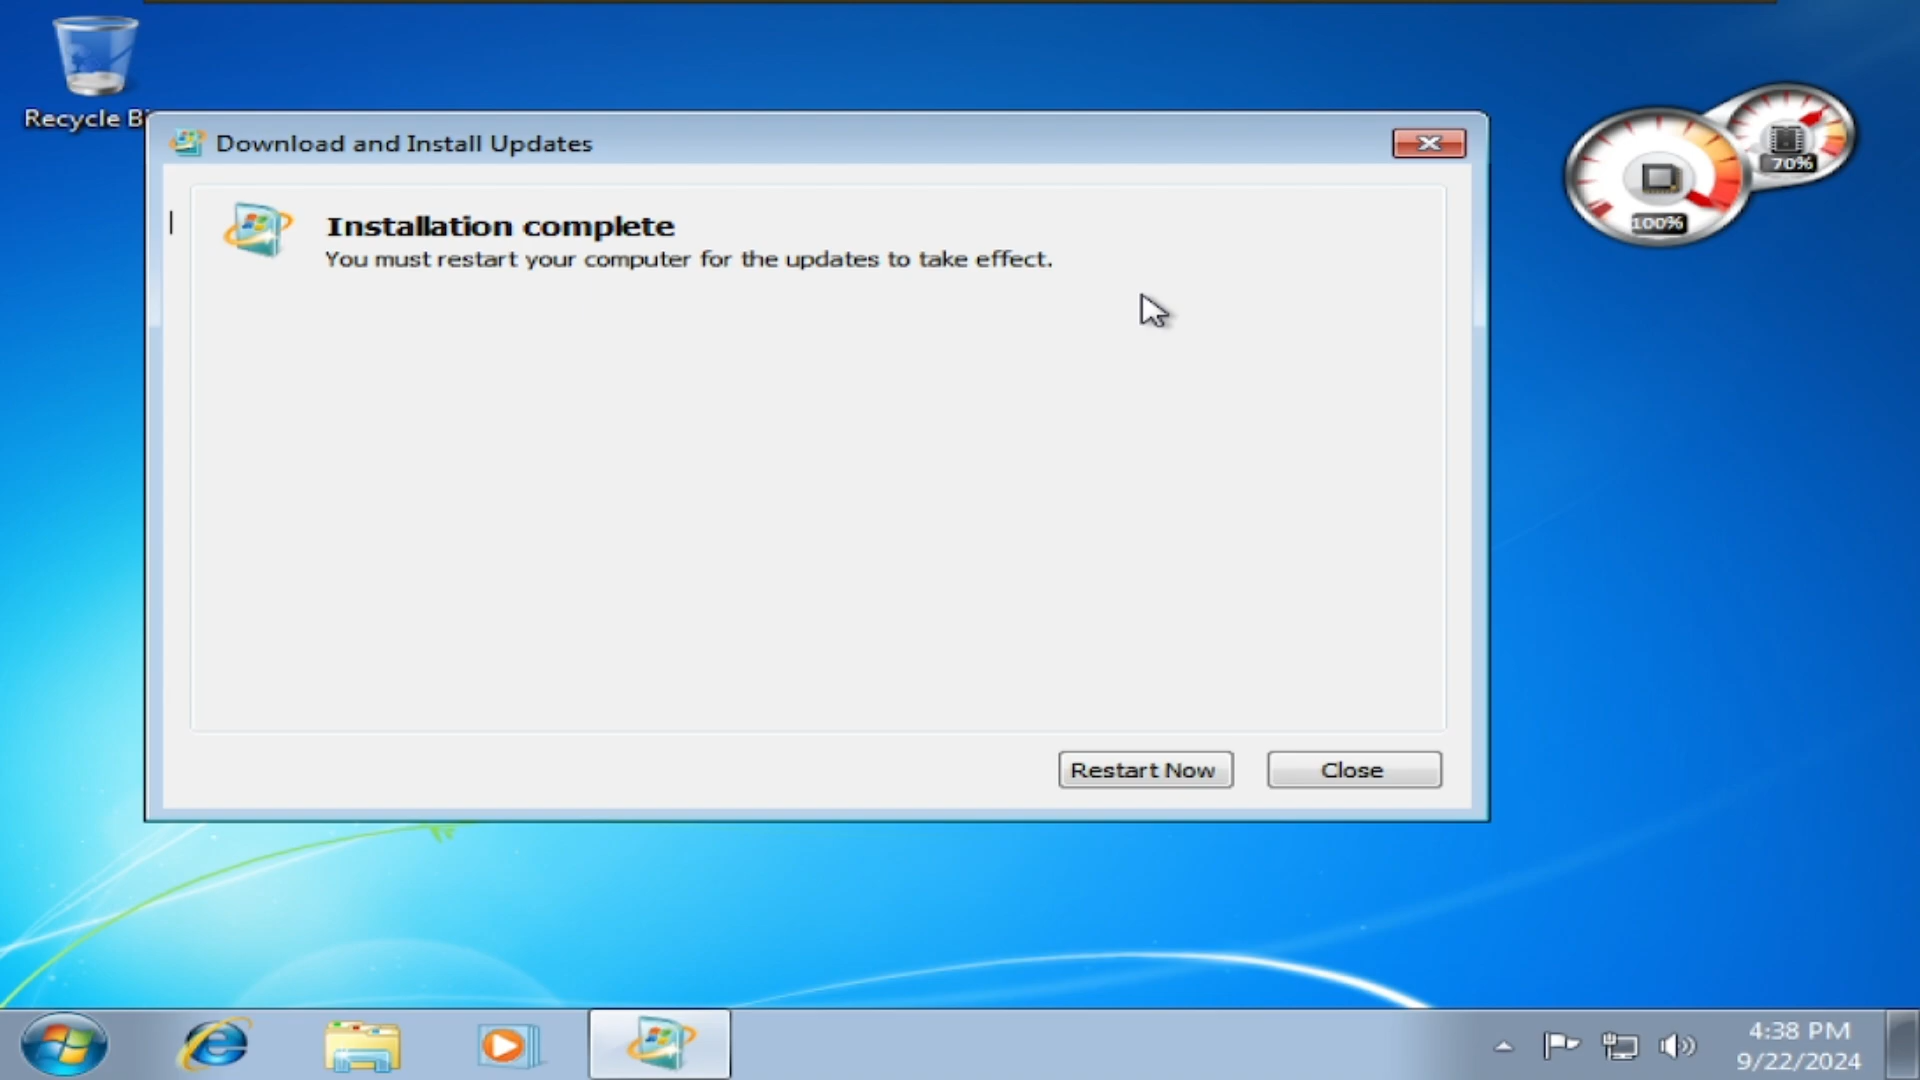 Recycle Bi
Download and Install Updates
Installation complete
You must restart your computer for the updates to take effect.
70%
100%
Restart Now
Close
4:38 PM
9/22/2024